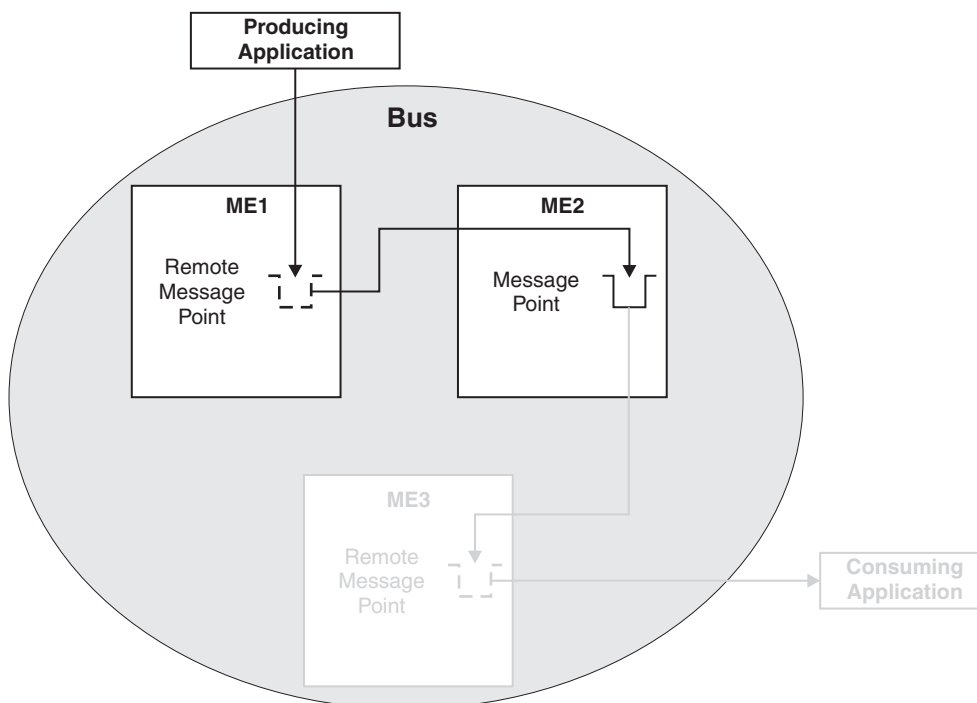 Producing
Application
Bus
ME1
Remote
Message
Point
ME2
Message
Point
ME3
Remote
Message
Point
Consuming
Application